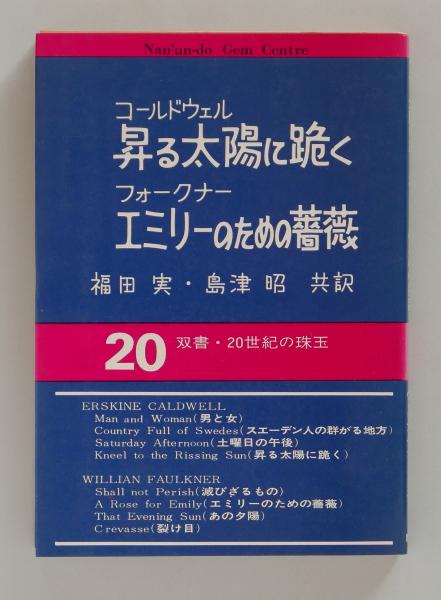 Nan'un-do Gem Centre
コールドウェル
昇る太陽に跪く
フォークナー
エミリーのための薔薇
福田 実・島津 昭 共訳
20 双書・20世紀の珠玉
ERSKINE CALDWELL
Man and Woman(男と女)
Country Full of Swedes(スエーデン人の群がる地方)
Saturday Afternoon(土曜日の午後)
Kneel to the Rissing Sun(昇る太陽に跪く)
WILLIAN FAULKNER
Shall not Perish(滅びざるもの)
A Rose for Emily(エミリーのための薔薇)
That Evening Sun(あの夕陽)
Crevasse(裂け目)